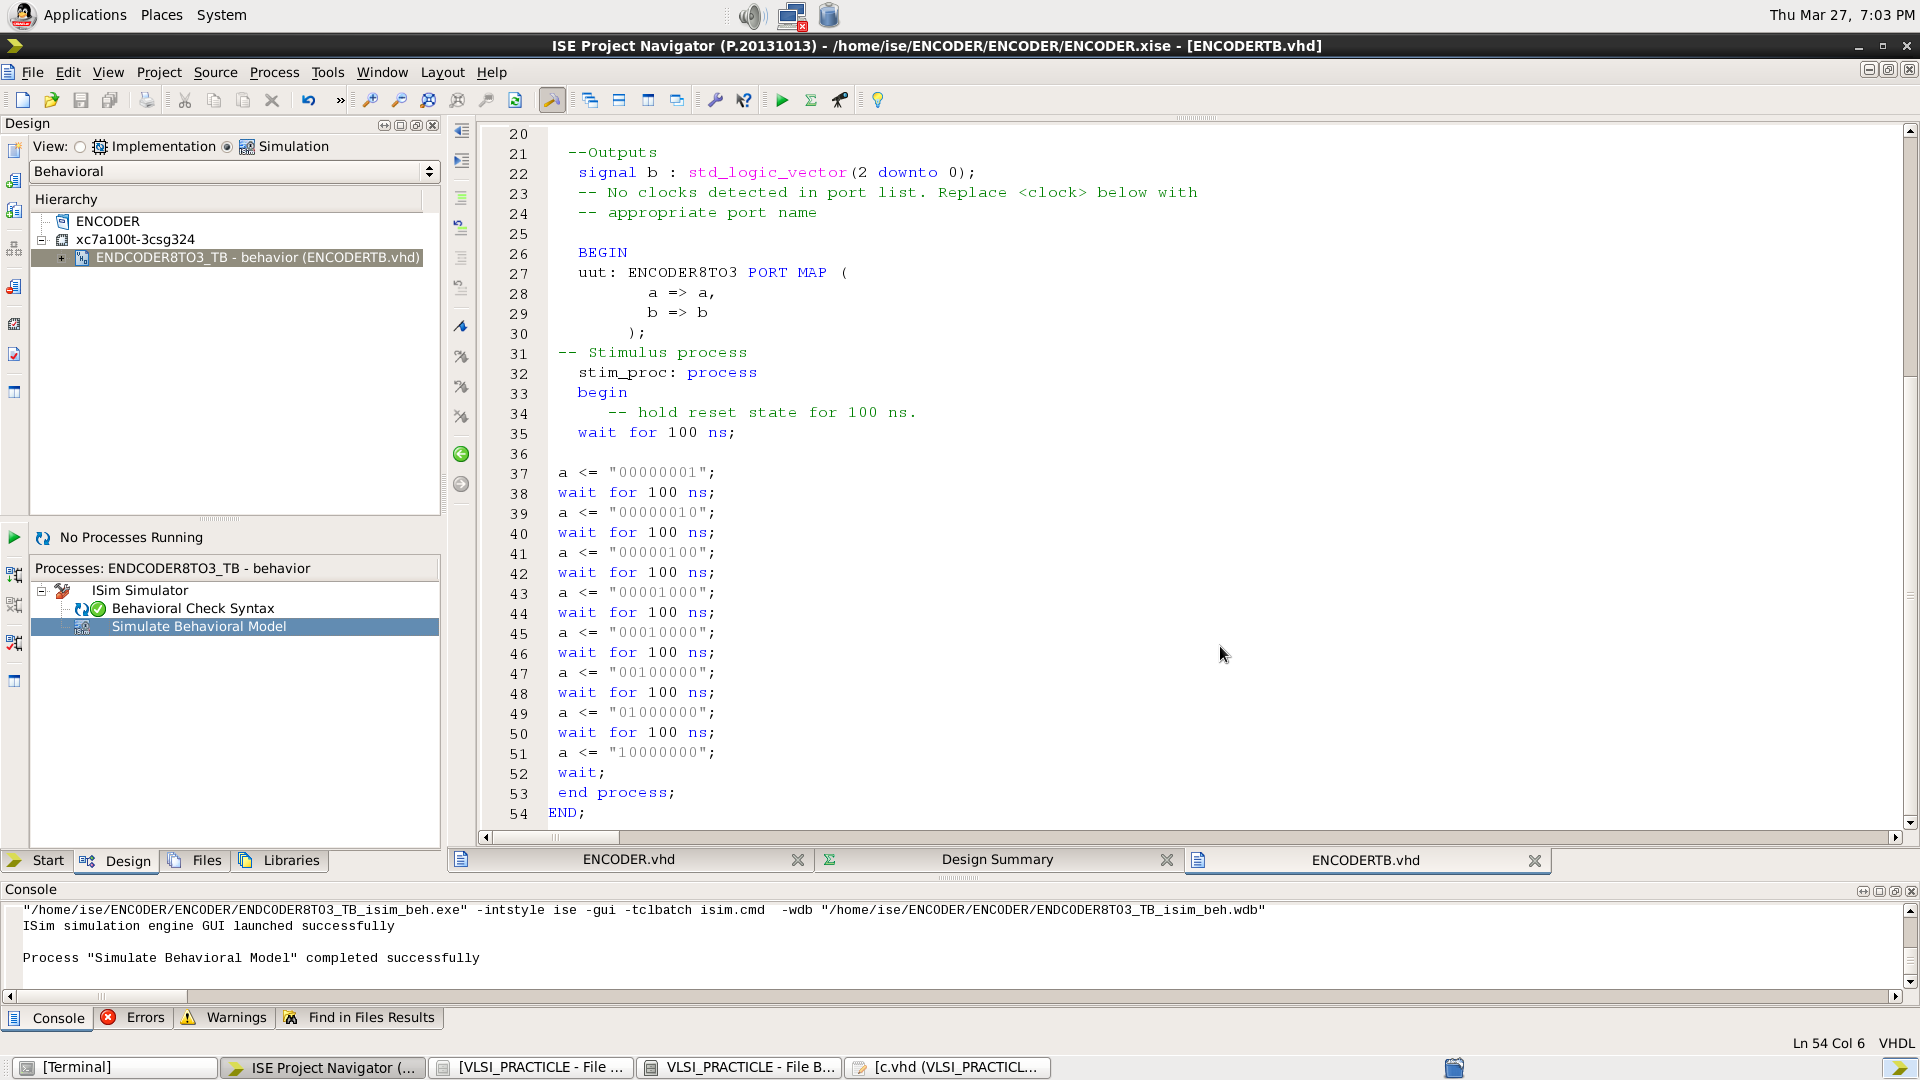 Applications Places System
Thu Mar 27, 7:03 PM
ISE Project Navigator (P.20131013) - /home/ise/ENCODER/ENCODER/ENCODER.xise - [ENCODERTB.vhd]
File Edit View Project Source Process Tools Window Layout Help
»
Design
View: Implementation Simulation
Behavioral
Hierarchy
ENCODER
xc7a100t-3csg324
ENDCODER8TO3_TB - behavior (ENCODERTB.vhd)
No Processes Running
Processes: ENDCODER8TO3_TB - behavior
ISim Simulator
Behavioral Check Syntax
Simulate Behavioral Model
Start Design Files Libraries
20
21 --Outputs
22 signal b : std_logic_vector(2 downto 0);
23 -- No clocks detected in port list. Replace <clock> below with
24 -- appropriate port name
25
26 BEGIN
27 uut: ENCODER8TO3 PORT MAP (
28 a => a,
29 b => b
30 );
31 -- Stimulus process
32 stim_proc: process
33 begin
34 -- hold reset state for 100 ns.
35 wait for 100 ns;
36
37 a <= "00000001";
38 wait for 100 ns;
39 a <= "00000010";
40 wait for 100 ns;
41 a <= "00000100";
42 wait for 100 ns;
43 a <= "00001000";
44 wait for 100 ns;
45 a <= "00010000";
46 wait for 100 ns;
47 a <= "00100000";
48 wait for 100 ns;
49 a <= "01000000";
50 wait for 100 ns;
51 a <= "10000000";
52 wait;
53 end process;
54 END;
ENCODER.vhd Design Summary ENCODERTB.vhd
Console
"/home/ise/ENCODER/ENCODER/ENDCODER8TO3_TB_isim_beh.exe" -intstyle ise -gui -tclbatch isim.cmd -wdb "/home/ise/ENCODER/ENCODER/ENDCODER8TO3_TB_isim_beh.wdb"
ISim simulation engine GUI launched successfully
Process "Simulate Behavioral Model" completed successfully
Console Errors Warnings Find in Files Results
Ln 54 Col 6 VHDL
[Terminal] ISE Project Navigator (... [VLSI_PRACTICLE - File ... VLSI_PRACTICLE - File B... [c.vhd (VLSI_PRACTICL...